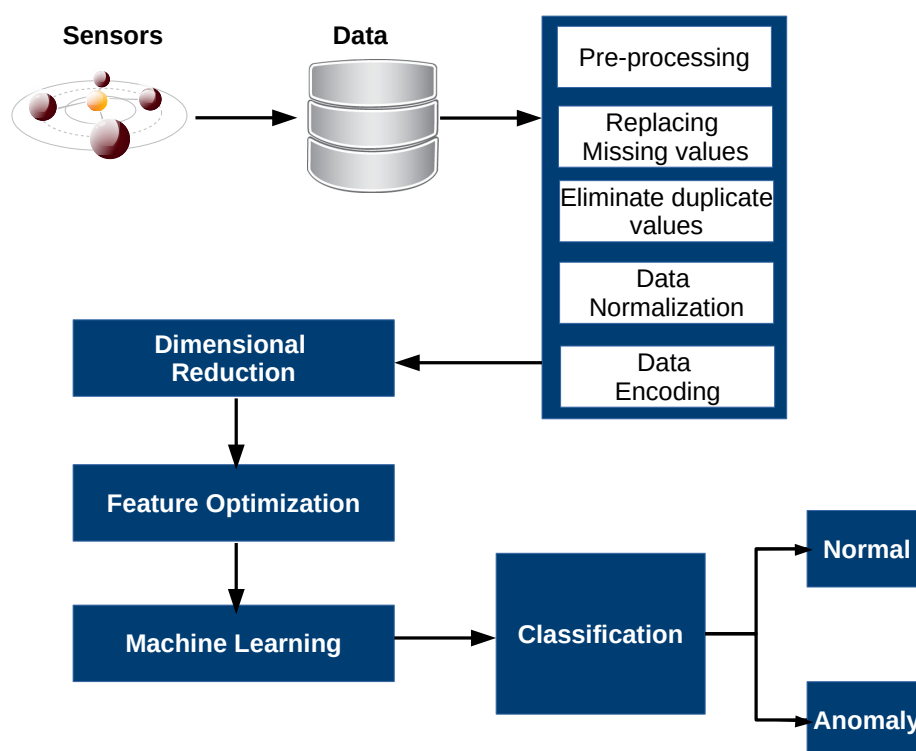 Sensors
Data
Pre-processing
Replacing
Missing values
Eliminate duplicate
values
Data
Normalization
Data
Encoding
Dimensional
Reduction
Feature Optimization
Machine Learning
Classification
Normal
Anomaly